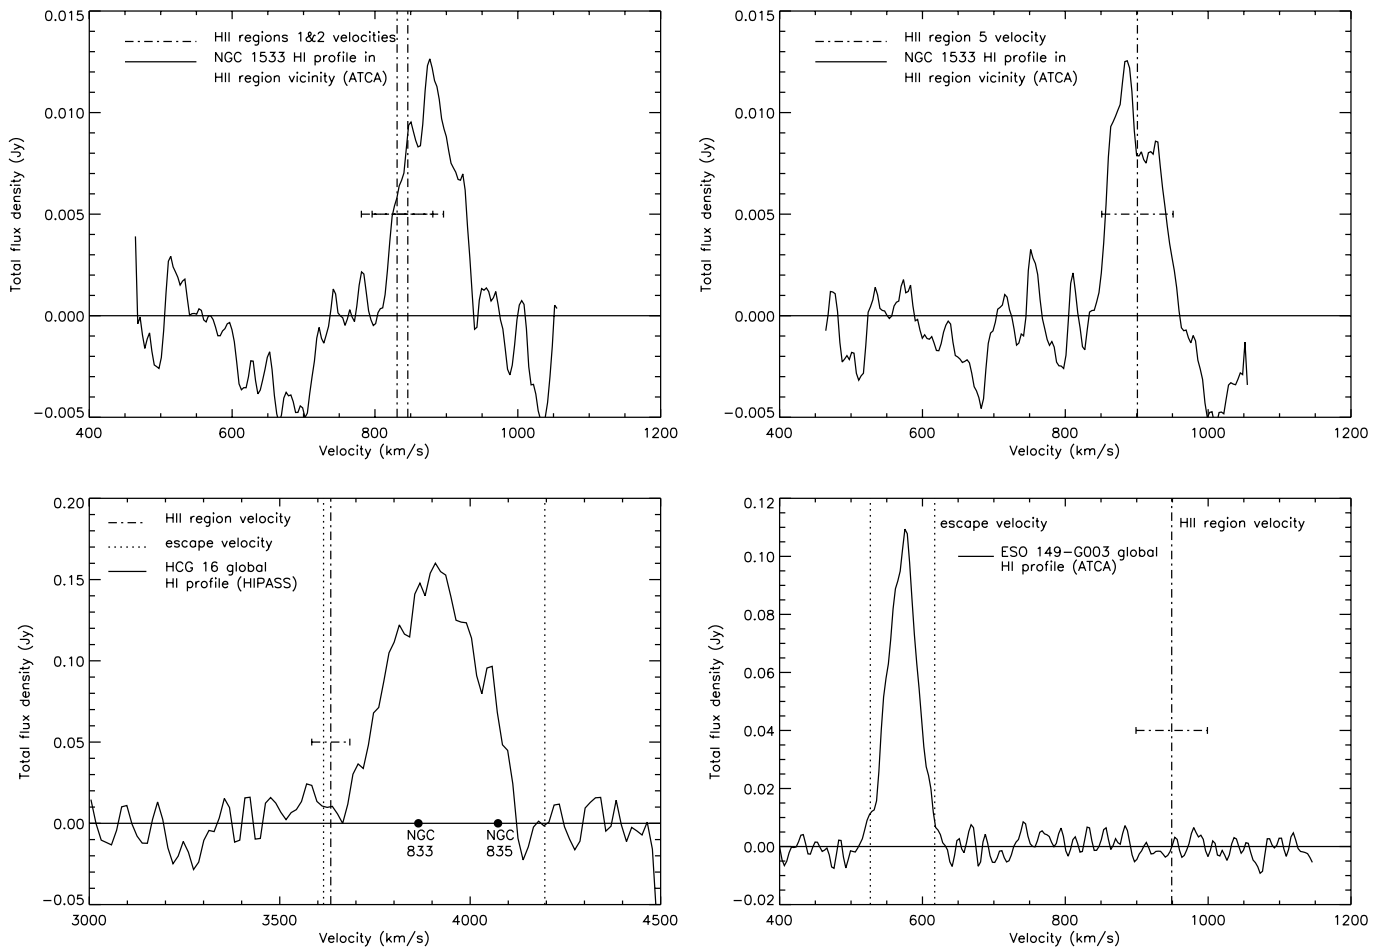 0.015
0.010
0.005
0.000
−0.005
Total flux density (Jy)
HII regions 1&2 velocities
NGC 1533 HI profile in
HII region vicinity (ATCA)
400 600 800 1000 1200
Velocity (km/s)
0.015
0.010
0.005
0.000
−0.005
Total flux density (Jy)
HII region 5 velocity
NGC 1533 HI profile in
HII region vicinity (ATCA)
400 600 800 1000 1200
Velocity (km/s)
0.20
0.15
0.10
0.05
0.00
−0.05
Total flux density (Jy)
HII region velocity
escape velocity
HCG 16 global
HI profile (HIPASS)
NGC
833
NGC
835
3000 3500 4000 4500
Velocity (km/s)
0.12
0.10
0.08
0.06
0.04
0.02
0.00
−0.02
Total flux density (Jy)
escape velocity
HII region velocity
ESO 149−G003 global
HI profile (ATCA)
400 600 800 1000 1200
Velocity (km/s)